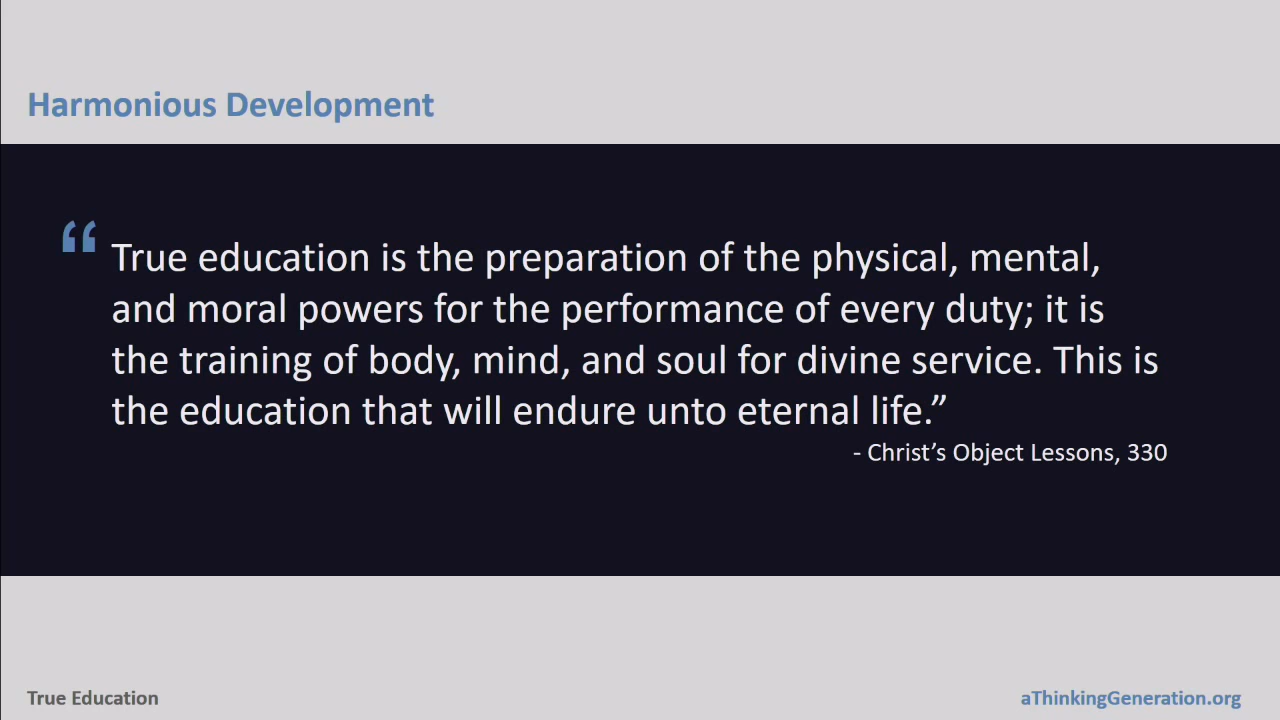 Harmonious Development
“True education is the preparation of the physical, mental,
and moral powers for the performance of every duty; it is
the training of body, mind, and soul for divine service. This is
the education that will endure unto eternal life.”
- Christ’s Object Lessons, 330
True Education
aThinkingGeneration.org